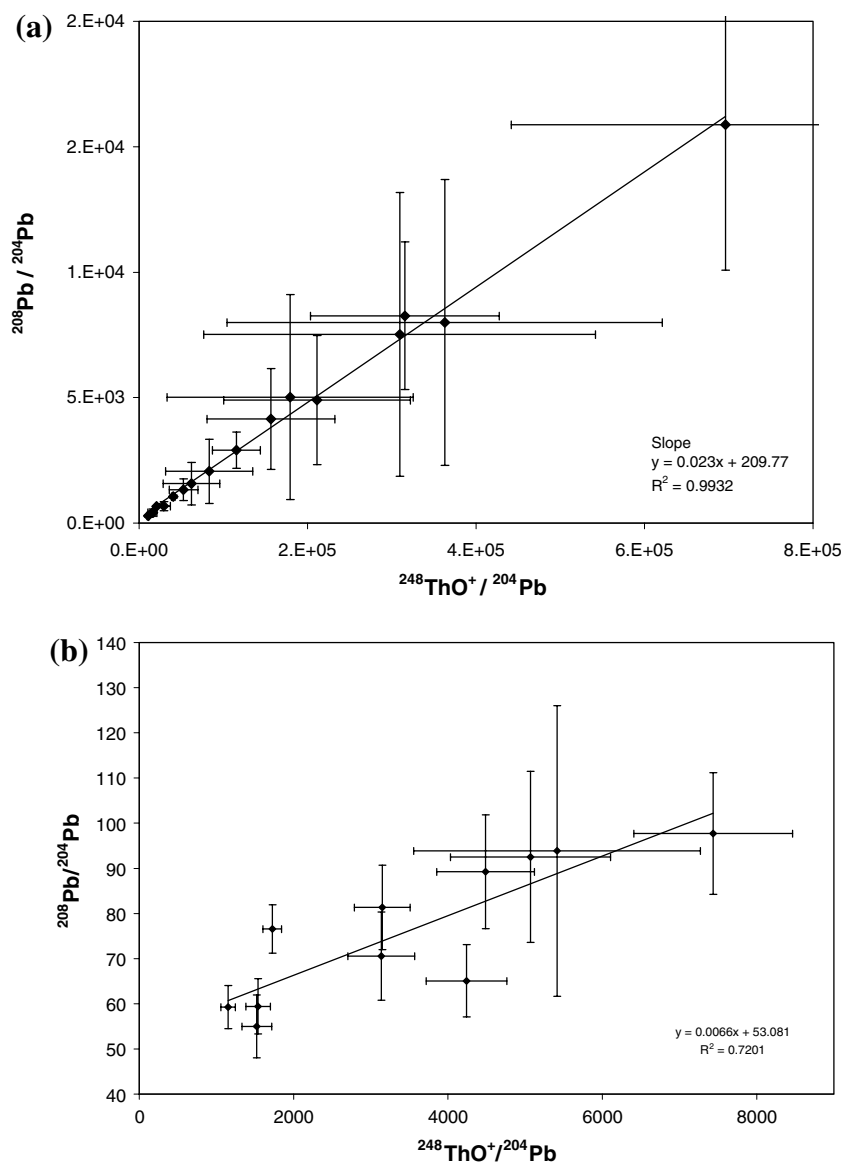 (a)
2.E+04
2.E+04
1.E+04
5.E+03
0.E+00
0.E+00
2.E+05
4.E+05
6.E+05
8.E+05
²⁰⁸Pb / ²⁰⁴Pb
²⁴⁸ThO⁺ / ²⁰⁴Pb
Slope
y = 0.023x + 209.77
R² = 0.9932
(b)
140
130
120
110
100
90
80
70
60
50
40
0
2000
4000
6000
8000
²⁰⁸Pb/²⁰⁴Pb
²⁴⁸ThO⁺/²⁰⁴Pb
y = 0.0066x + 53.081
R² = 0.7201